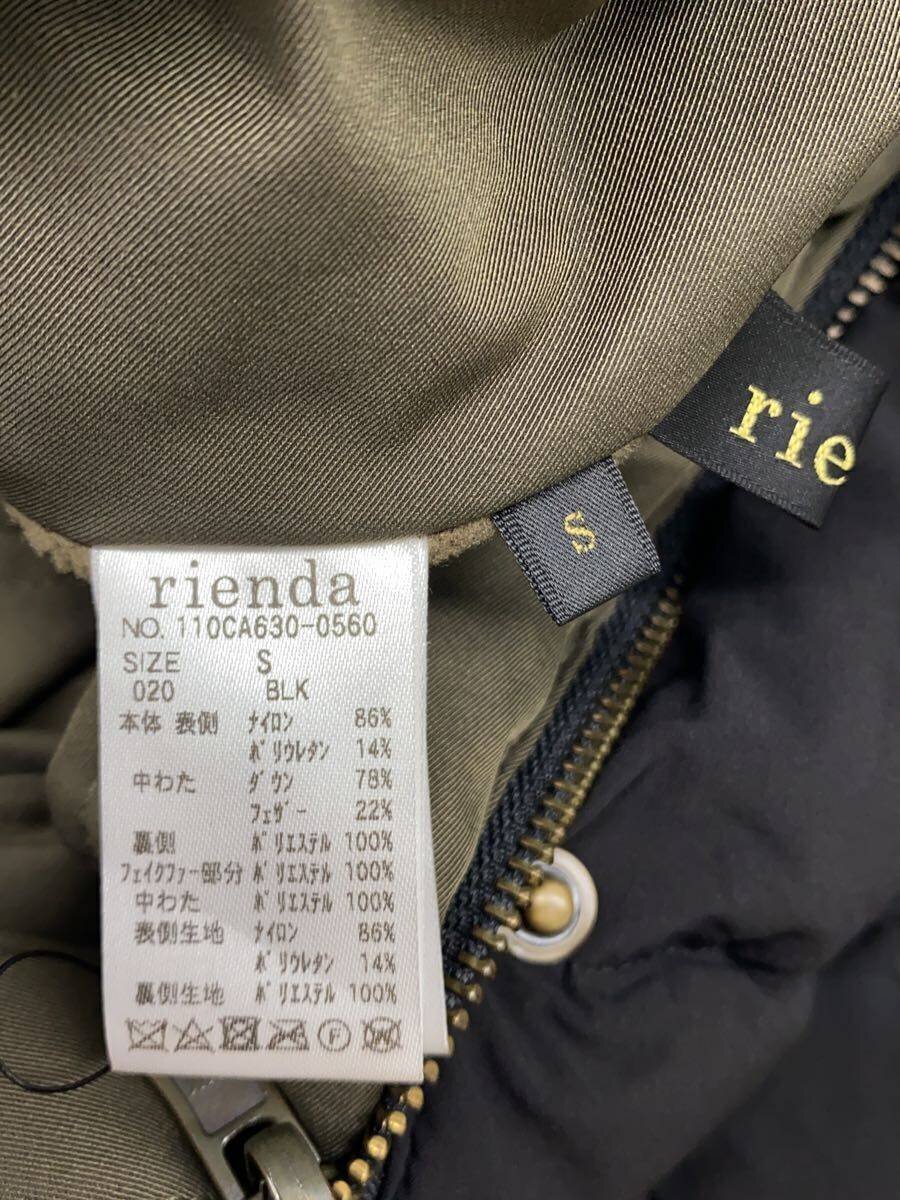 rie
S
rienda
NO. 110CA630-0560
SIZE S
020 BLK
本体 表側 ナイロン 86%
ポリウレタン 14%
中わた ダウン 78%
フェザー 22%
裏側 ポリエステル 100%
フェイクファー部分 ポリエステル 100%
中わた ポリエステル 100%
表側生地 ナイロン 86%
ポリウレタン 14%
裏側生地 ポリエステル 100%
F W